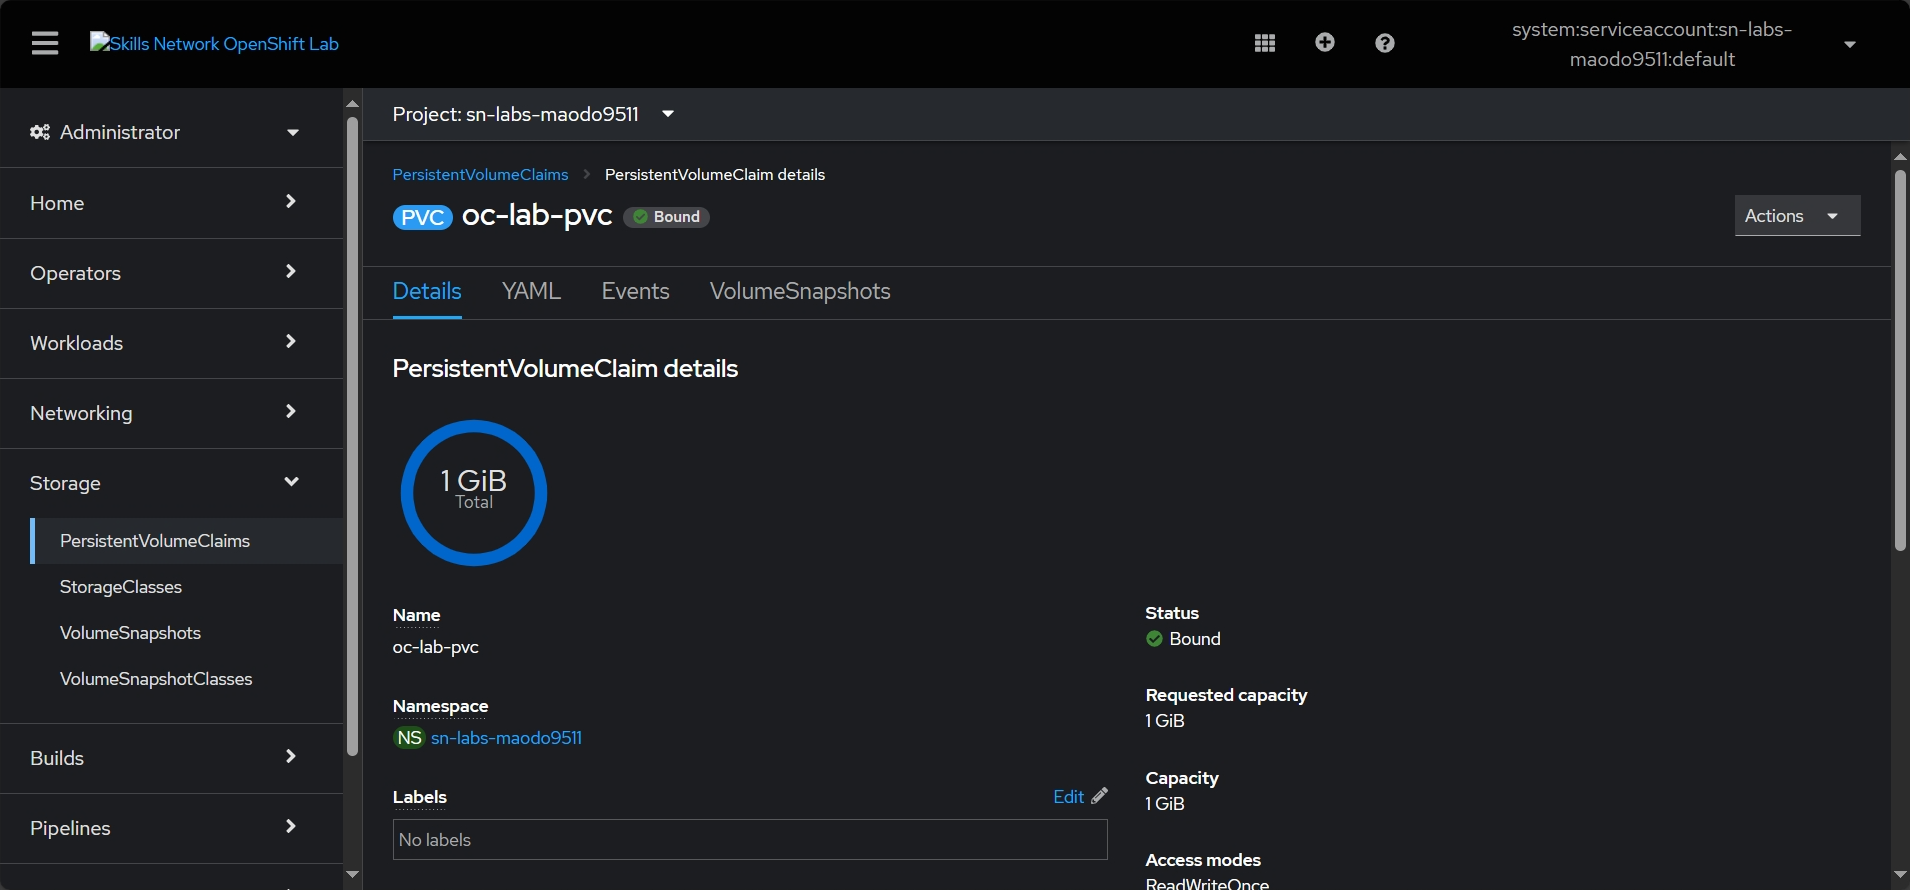 Skills Network OpenShift Lab
system:serviceaccount:sn-labs-
maodo9511:default
Administrator
Home
Operators
Workloads
Networking
Storage
PersistentVolumeClaims
StorageClasses
VolumeSnapshots
VolumeSnapshotClasses
Builds
Pipelines
Project: sn-labs-maodo9511
PersistentVolumeClaims PersistentVolumeClaim details
PVC oc-lab-pvc Bound
Actions
Details YAML Events VolumeSnapshots
PersistentVolumeClaim details
1 GiB
Total
Name
oc-lab-pvc
Namespace
NS sn-labs-maodo9511
Labels Edit
No labels
Status
Bound
Requested capacity
1 GiB
Capacity
1 GiB
Access modes
ReadWriteOnce